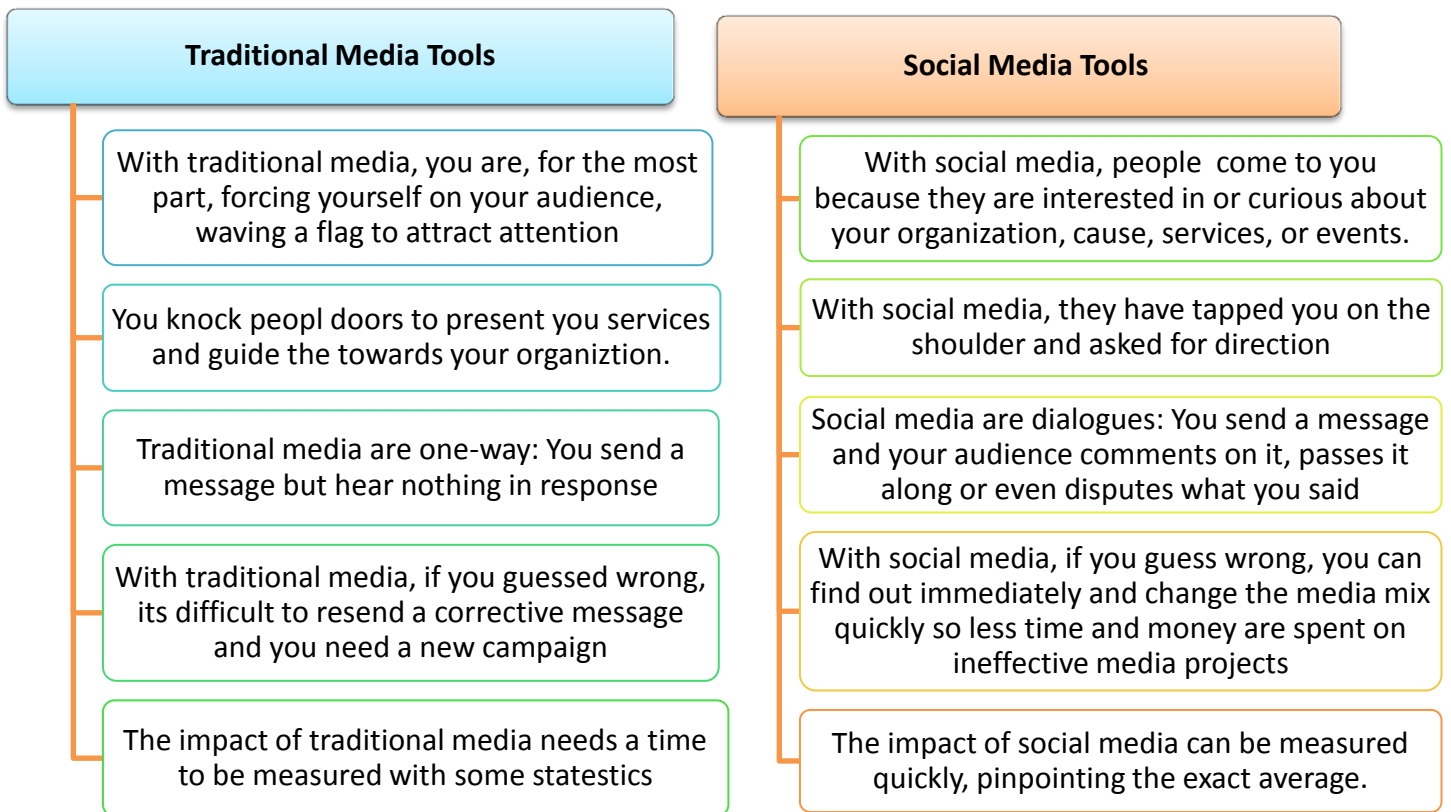 Traditional Media Tools
With traditional media, you are, for the most
part, forcing yourself on your audience,
waving a flag to attract attention
You knock peopl doors to present you services
and guide the towards your organiztion.
Traditional media are one-way: You send a
message but hear nothing in response
With traditional media, if you guessed wrong,
its difficult to resend a corrective message
and you need a new campaign
The impact of traditional media needs a time
to be measured with some statestics
Social Media Tools
With social media, people come to you
because they are interested in or curious about
your organization, cause, services, or events.
With social media, they have tapped you on the
shoulder and asked for direction
Social media are dialogues: You send a message
and your audience comments on it, passes it
along or even disputes what you said
With social media, if you guess wrong, you can
find out immediately and change the media mix
quickly so less time and money are spent on
ineffective media projects
The impact of social media can be measured
quickly, pinpointing the exact average.